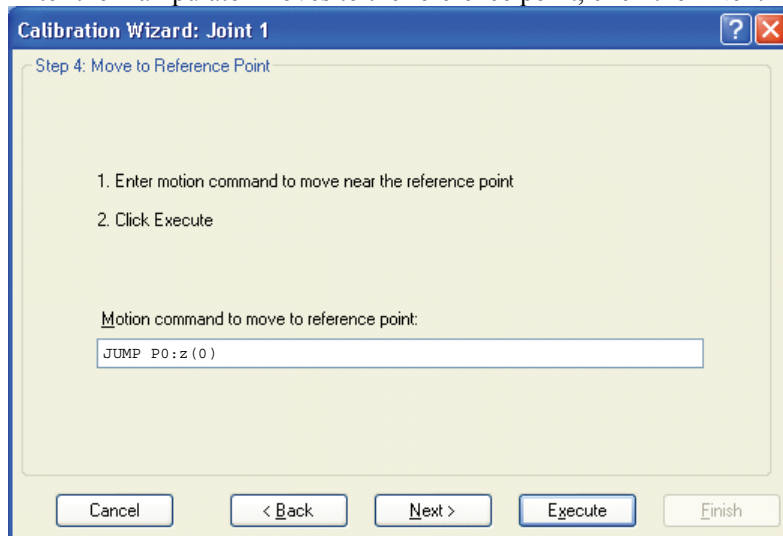 Calibration Wizard: Joint 1
Step 4: Move to Reference Point
1. Enter motion command to move near the reference point
2. Click Execute
Motion command to move to reference point:
JUMP P0:z(0)
Cancel < Back Next > Execute Finish